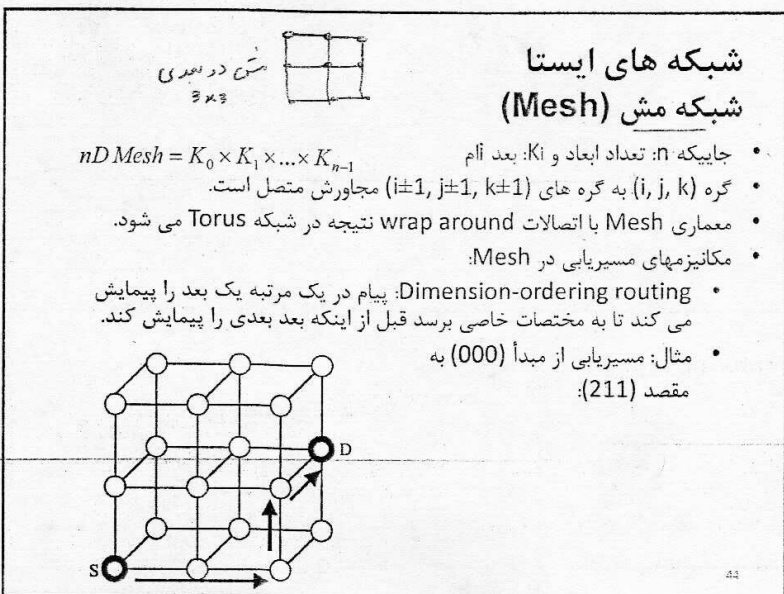 شبکه های ایستا
شبکه مش (Mesh)
مش در بعدی
3×3
• جاییکه n: تعداد ابعاد و Ki: بعد iام
nD Mesh = K₀ × K₁ × ... × Kₙ₋₁
• گره (i, j, k) به گره های (i±1, j±1, k±1) مجاورش متصل است.
• معماری Mesh با اتصالات wrap around نتیجه در شبکه Torus می شود.
• مکانیزمهای مسیریابی در Mesh:
• Dimension-ordering routing: پیام در یک مرتبه یک بعد را پیمایش
می کند تا به مختصات خاصی برسد قبل از اینکه بعد بعدی را پیمایش کند.
• مثال: مسیریابی از مبدأ (000) به
مقصد (211):
D
S
44